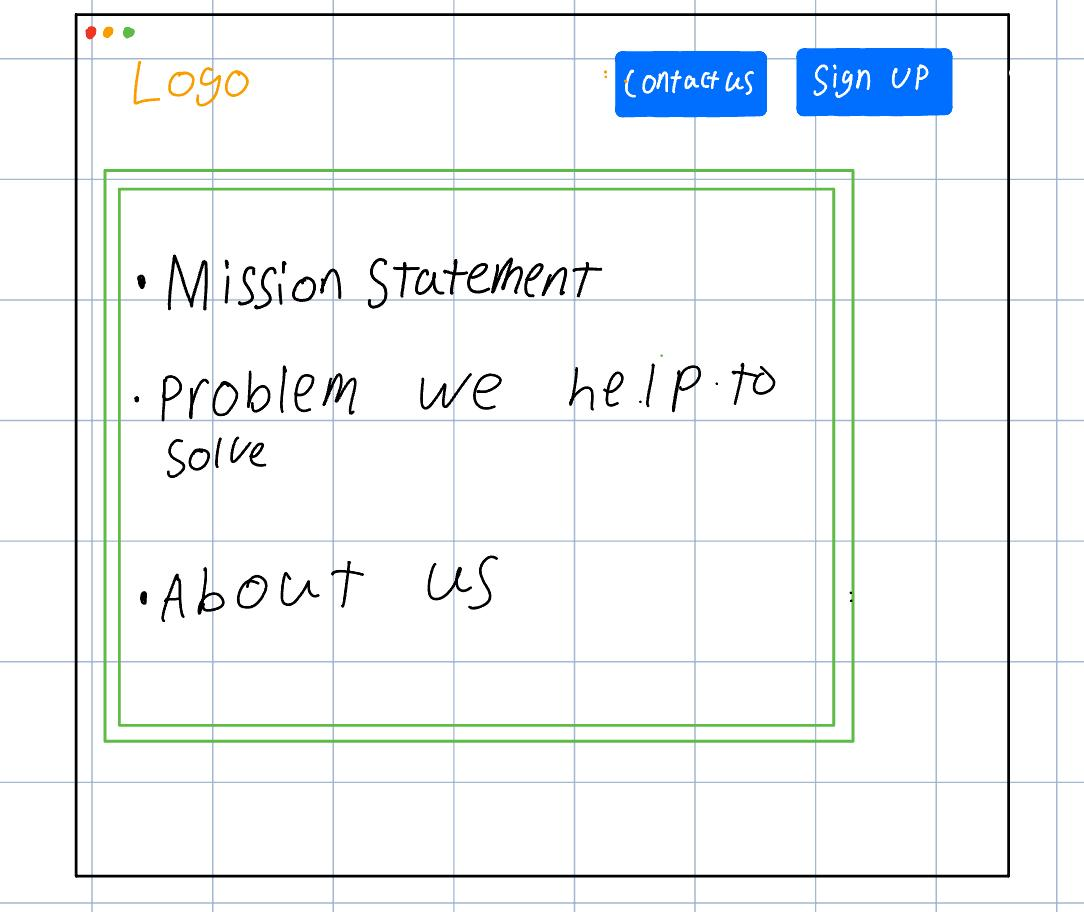 Logo
Contact us
Sign UP
• Mission Statement
• Problem we help to
solve
• About us